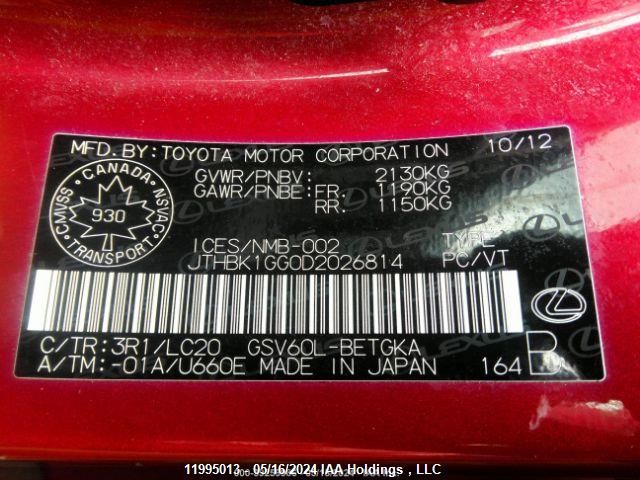 MFD.BY: TOYOTA MOTOR CORPORATION 10/12
GVWR/PNBV: 2130KG
GAWR/PNBE: FR: 1190KG
RR: 1150KG
CANADA
CMVSS NSVAC
930
TRANSPORT
ICES/NMB-002 TYPE
JTHBK1GG0D2026814 PC/VT
C/TR: 3R1/LC20 GSV60L-BETGKA
A/TM: -01A/U660E MADE IN JAPAN 164 B
11995013 05/16/2024 IAA Holdings , LLC